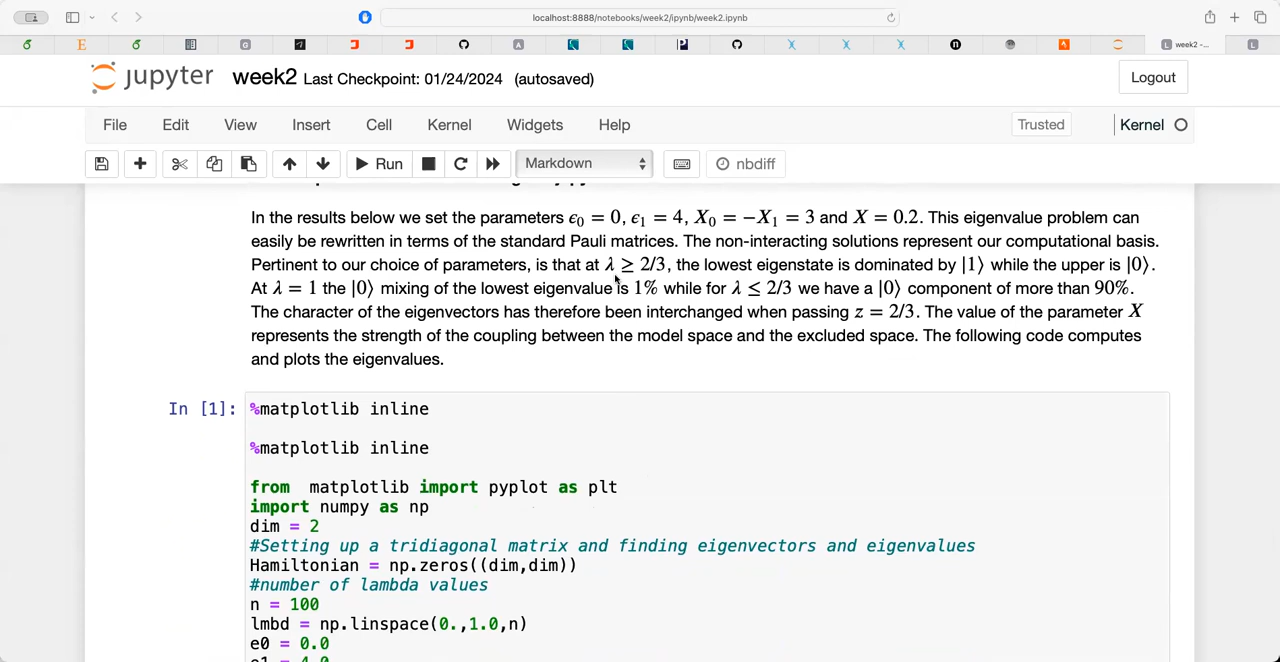 localhost:8888/notebooks/week2/ipynb/week2.ipynb
week2 -...
jupyter week2 Last Checkpoint: 01/24/2024 (autosaved)
Logout
File Edit View Insert Cell Kernel Widgets Help
Trusted
Kernel
Run
Markdown
nbdiff
In the results below we set the parameters ϵ₀ = 0, ϵ₁ = 4, X₀ = −X₁ = 3 and X = 0.2. This eigenvalue problem can
easily be rewritten in terms of the standard Pauli matrices. The non-interacting solutions represent our computational basis.
Pertinent to our choice of parameters, is that at λ ≥ 2/3, the lowest eigenstate is dominated by |1⟩ while the upper is |0⟩.
At λ = 1 the |0⟩ mixing of the lowest eigenvalue is 1% while for λ ≤ 2/3 we have a |0⟩ component of more than 90%.
The character of the eigenvectors has therefore been interchanged when passing z = 2/3. The value of the parameter X
represents the strength of the coupling between the model space and the excluded space. The following code computes
and plots the eigenvalues.
In [1]:
%matplotlib inline
%matplotlib inline
from  matplotlib import pyplot as plt
import numpy as np
dim = 2
#Setting up a tridiagonal matrix and finding eigenvectors and eigenvalues
Hamiltonian = np.zeros((dim,dim))
#number of lambda values
n = 100
lmbd = np.linspace(0.,1.0,n)
e0 = 0.0
e1 = 4.0